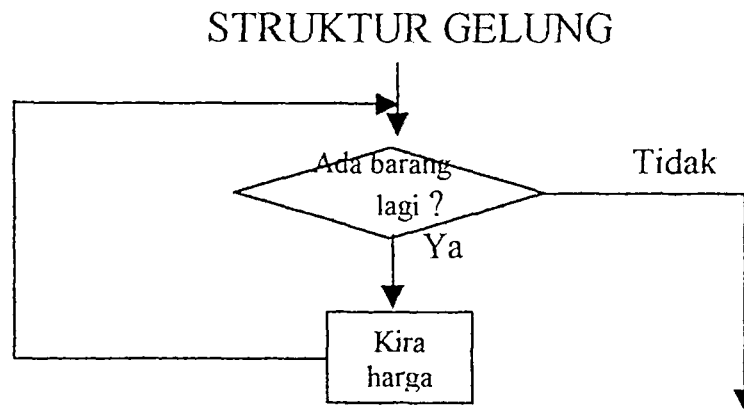 STRUKTUR GELUNG
Ada barang
lagi ?
Tidak
Ya
Kira
harga